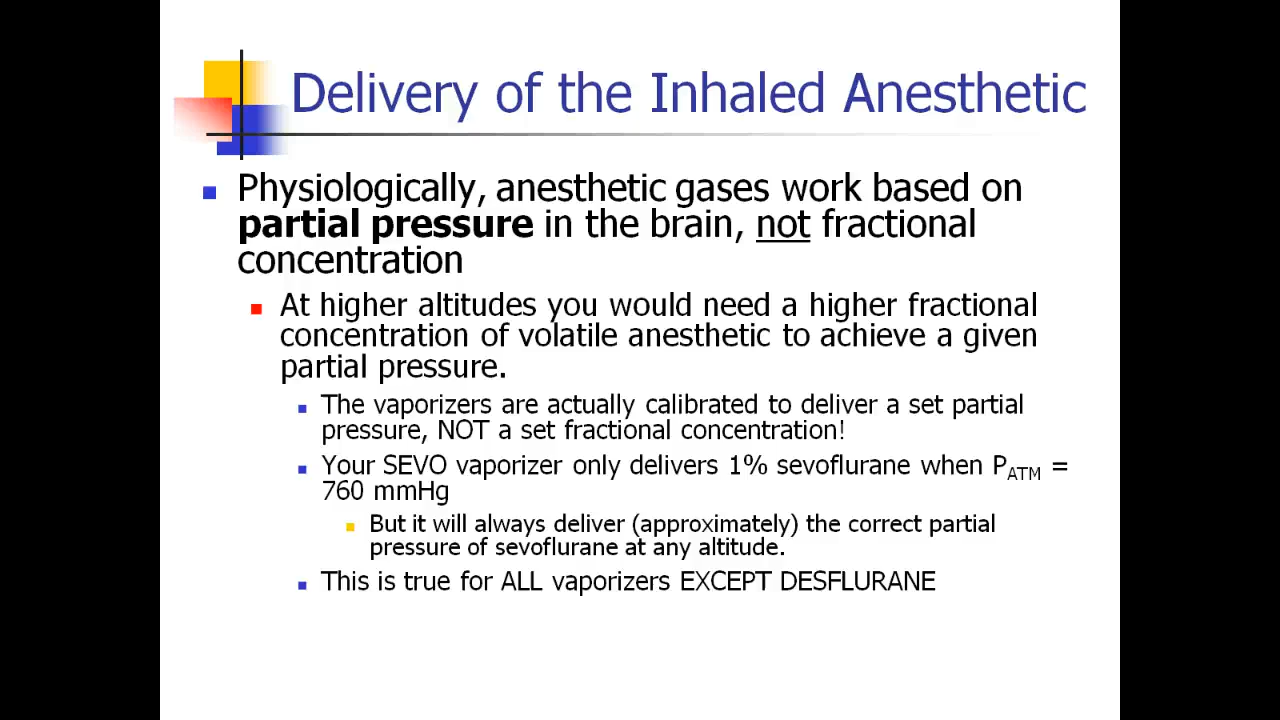 Delivery of the Inhaled Anesthetic
Physiologically, anesthetic gases work based on
partial pressure in the brain, not fractional
concentration
At higher altitudes you would need a higher fractional
concentration of volatile anesthetic to achieve a given
partial pressure.
The vaporizers are actually calibrated to deliver a set partial
pressure, NOT a set fractional concentration!
Your SEVO vaporizer only delivers 1% sevoflurane when PATM =
760 mmHg
But it will always deliver (approximately) the correct partial
pressure of sevoflurane at any altitude.
This is true for ALL vaporizers EXCEPT DESFLURANE